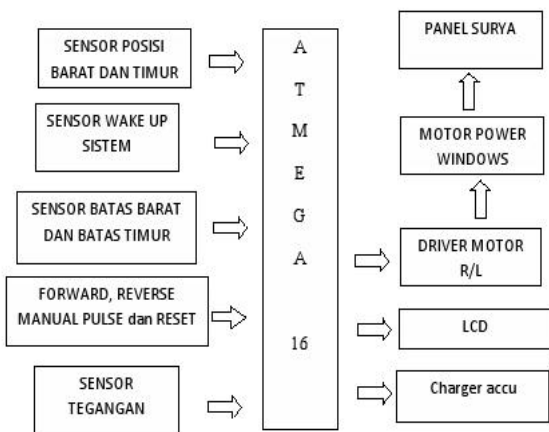 SENSOR POSISI
BARAT DAN TIMUR
SENSOR WAKE UP
SISTEM
SENSOR BATAS BARAT
DAN BATAS TIMUR
FORWARD, REVERSE
MANUAL PULSE dan RESET
SENSOR
TEGANGAN
A
T
M
E
G
A
16
PANEL SURYA
MOTOR POWER
WINDOWS
DRIVER MOTOR
R/L
LCD
Charger accu